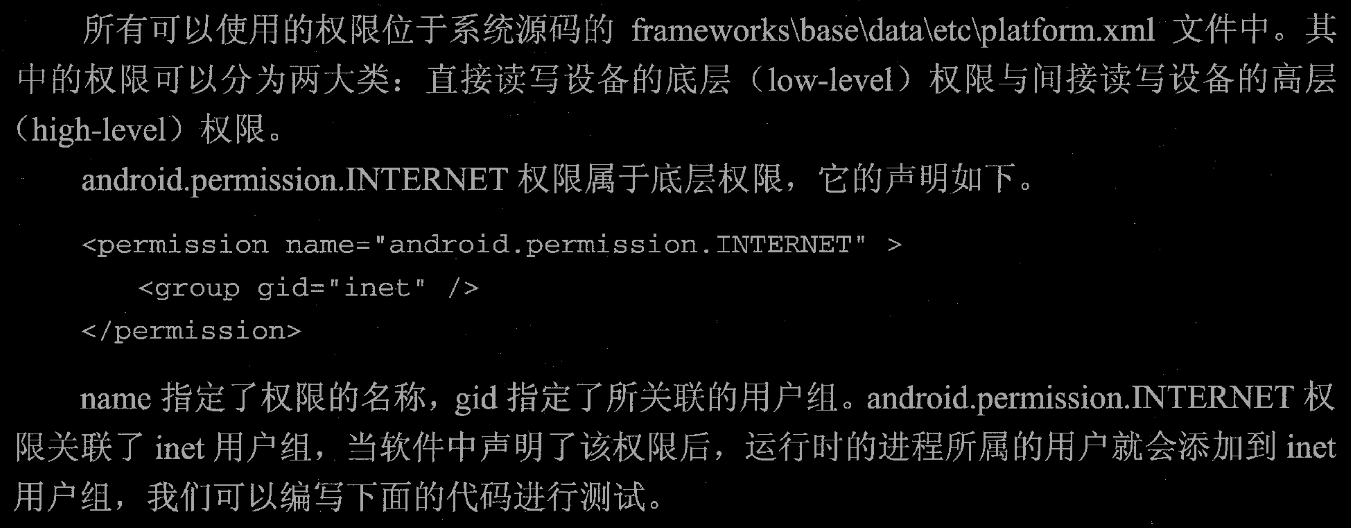 所有可以使用的权限位于系统源码的 frameworks\base\data\etc\platform.xml 文件中。其
中的权限可以分为两大类：直接读写设备的底层（low-level）权限与间接读写设备的高层
（high-level）权限。
android.permission.INTERNET 权限属于底层权限，它的声明如下。
<permission name="android.permission.INTERNET" >
<group gid="inet" />
</permission>
name 指定了权限的名称，gid 指定了所关联的用户组。android.permission.INTERNET 权
限关联了 inet 用户组，当软件中声明了该权限后，运行时的进程所属的用户就会添加到 inet
用户组，我们可以编写下面的代码进行测试。